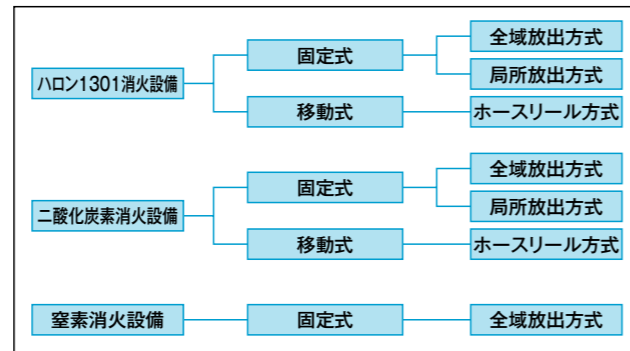 ハロン1301消火設備
固定式
全域放出方式
局所放出方式
移動式
ホースリール方式
二酸化炭素消火設備
固定式
全域放出方式
局所放出方式
移動式
ホースリール方式
窒素消火設備
固定式
全域放出方式